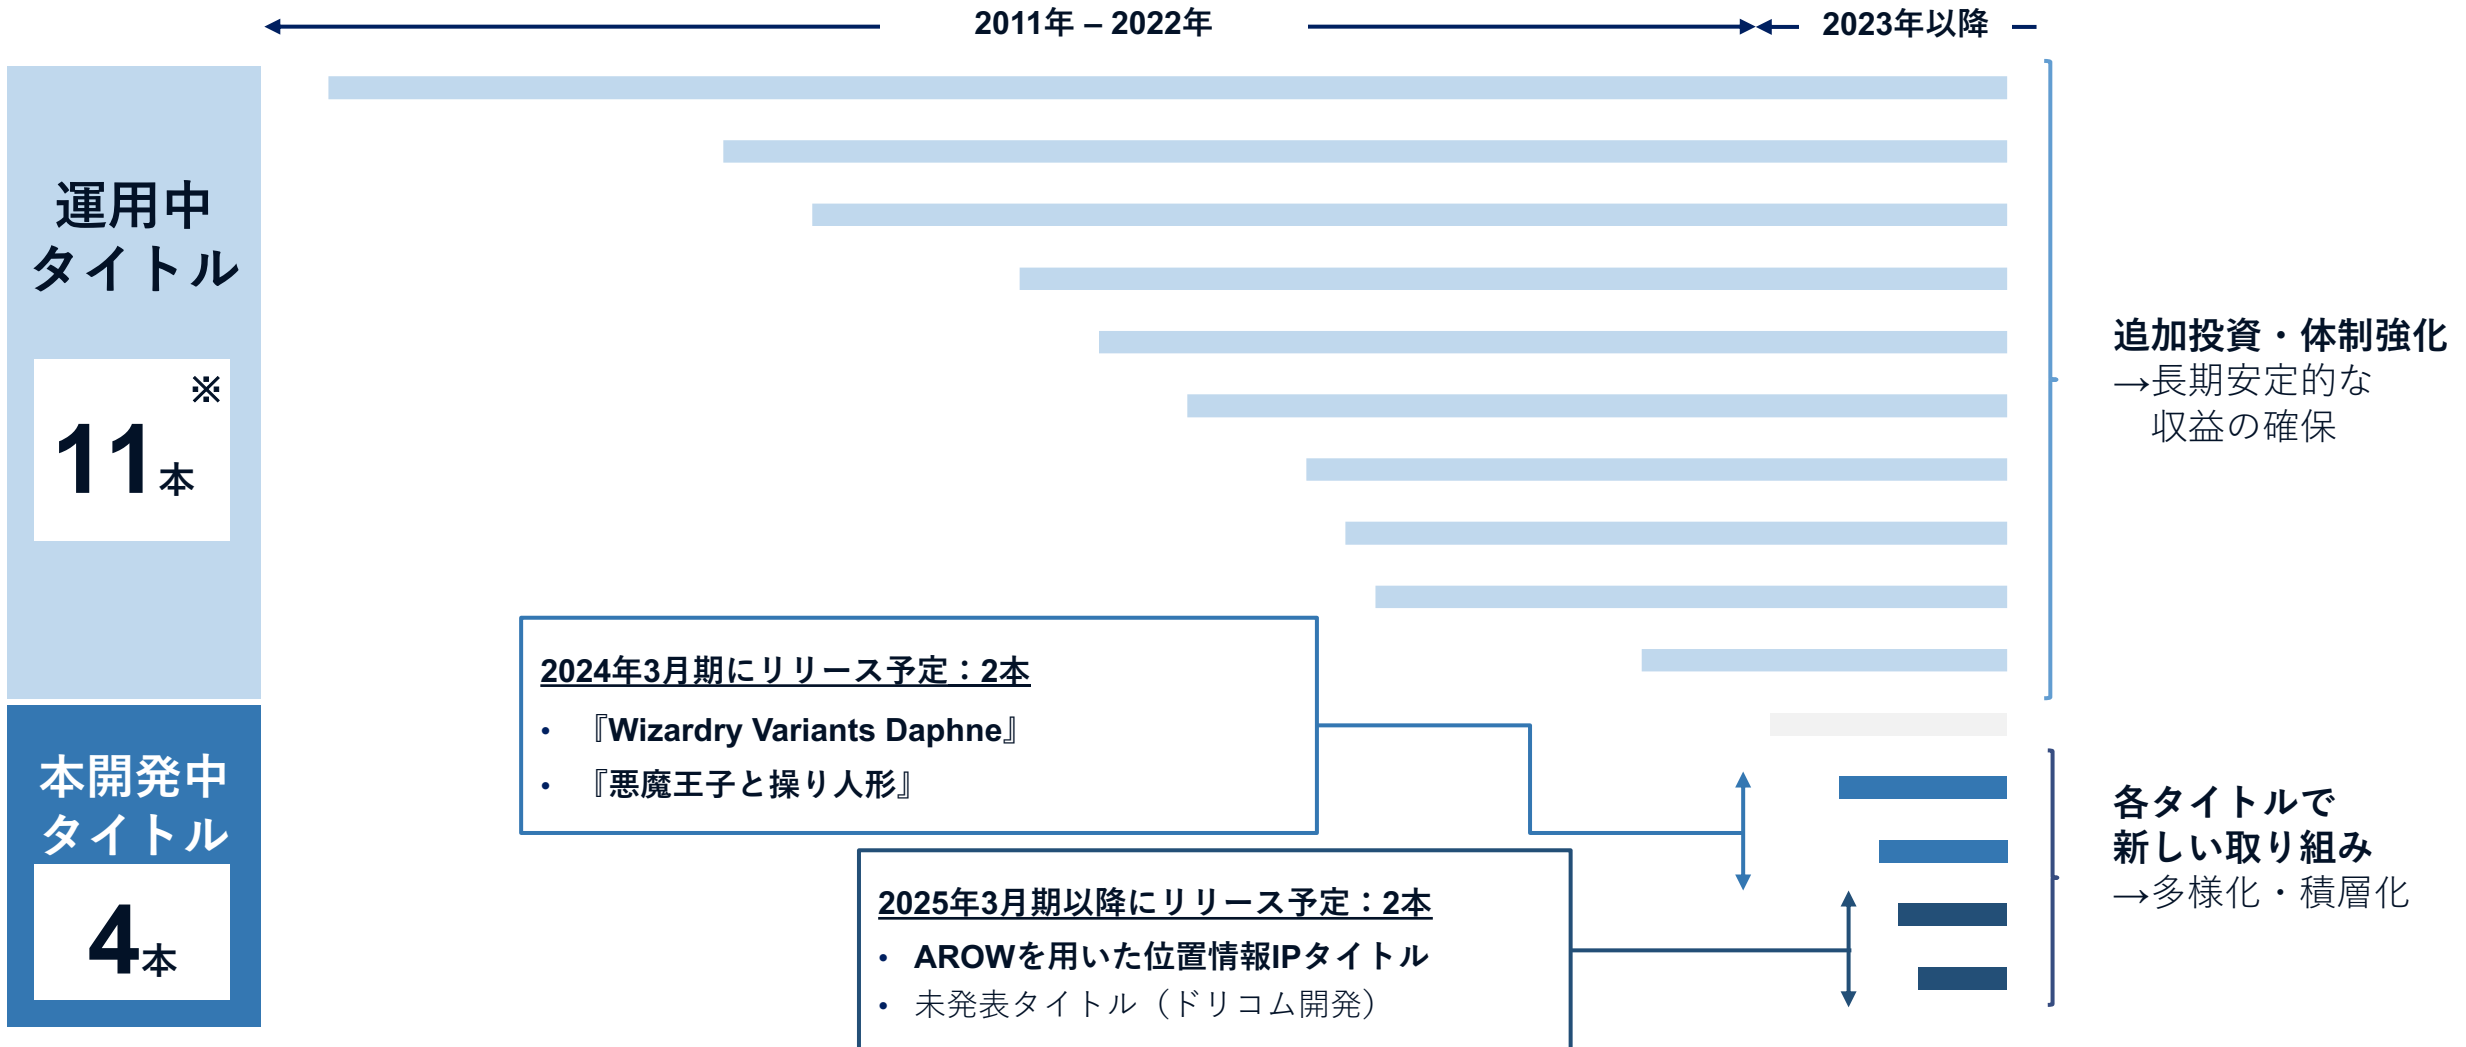 2011年 – 2022年
2023年以降
運用中
タイトル
※
11本
追加投資・体制強化
→長期安定的な
収益の確保
2024年3月期にリリース予定：2本
• 『Wizardry Variants Daphne』
• 『悪魔王子と操り人形』
本開発中
タイトル
4本
各タイトルで
新しい取り組み
→多様化・積層化
2025年3月期以降にリリース予定：2本
• AROWを用いた位置情報IPタイトル
• 未発表タイトル（ドリコム開発）